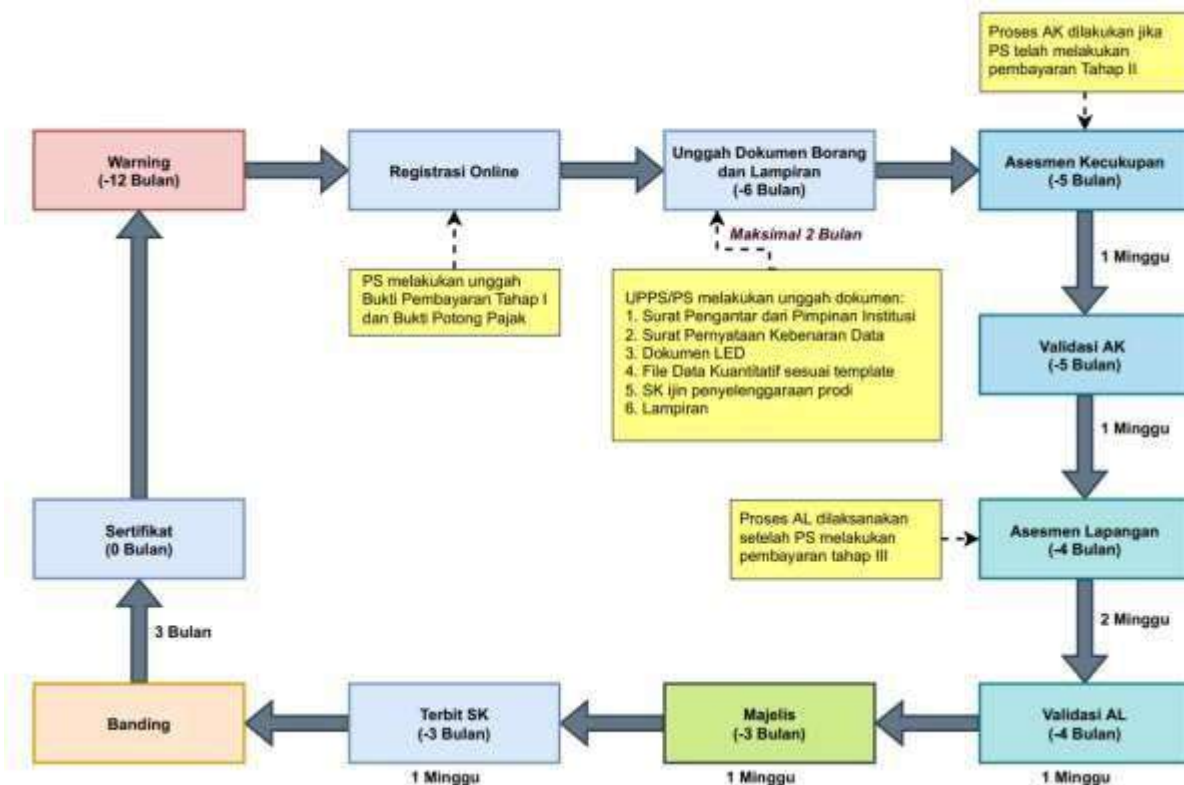 Proses AK dilakukan jika
PS telah melakukan
pembayaran Tahap II
Warning
(-12 Bulan)
Registrasi Online
Unggah Dokumen Borang
dan Lampiran
(-6 Bulan)
Asesmen Kecukupan
(-5 Bulan)
Maksimal 2 Bulan
1 Minggu
PS melakukan unggah
Bukti Pembayaran Tahap I
dan Bukti Potong Pajak
UPPS/PS melakukan unggah dokumen:
1. Surat Pengantar dari Pimpinan Institusi
2. Surat Pernyataan Kebenaran Data
3. Dokumen LED
4. File Data Kuantitatif sesuai template
5. SK ijin penyelenggaraan prodi
6. Lampiran
Validasi AK
(-5 Bulan)
1 Minggu
Sertifikat
(0 Bulan)
Proses AL dilaksanakan
setelah PS melakukan
pembayaran tahap III
Asesmen Lapangan
(-4 Bulan)
3 Bulan
2 Minggu
Banding
Terbit SK
(-3 Bulan)
Majelis
(-3 Bulan)
Validasi AL
(-4 Bulan)
1 Minggu
1 Minggu
1 Minggu